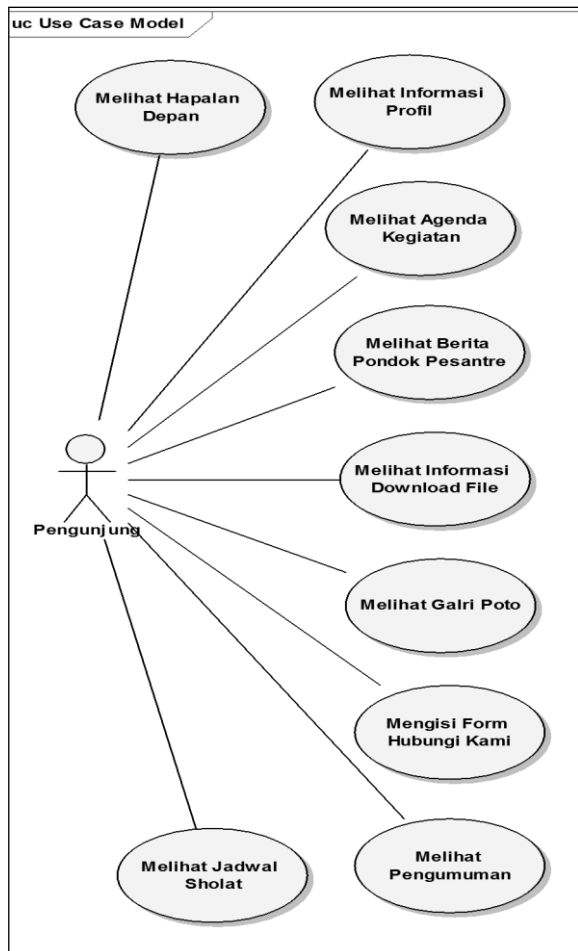 uc Use Case Model
Melihat Hapalan
Depan
Melihat Informasi
Profil
Melihat Agenda
Kegiatan
Melihat Berita
Pondok Pesantre
Melihat Informasi
Download File
Pengunjung
Melihat Galri Poto
Mengisi Form
Hubungi Kami
Melihat Jadwal
Sholat
Melihat
Pengumuman